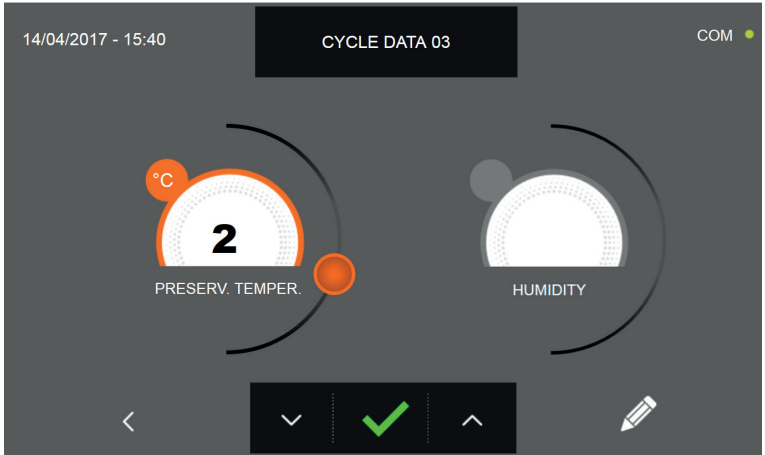 14/04/2017 - 15:40
CYCLE DATA 03
COM
°C
2
PRESERV. TEMPER.
HUMIDITY